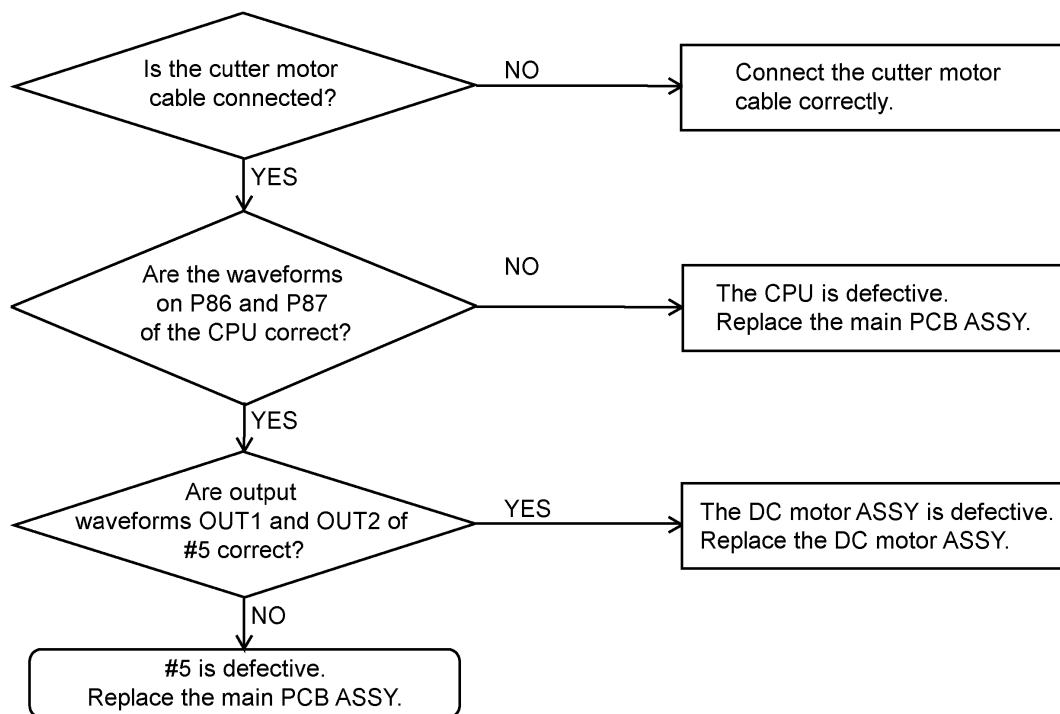 Is the cutter motor
cable connected?
NO
Connect the cutter motor
cable correctly.
YES
Are the waveforms
on P86 and P87
of the CPU correct?
NO
The CPU is defective.
Replace the main PCB ASSY.
YES
Are output
waveforms OUT1 and OUT2 of
#5 correct?
YES
The DC motor ASSY is defective.
Replace the DC motor ASSY.
NO
#5 is defective.
Replace the main PCB ASSY.